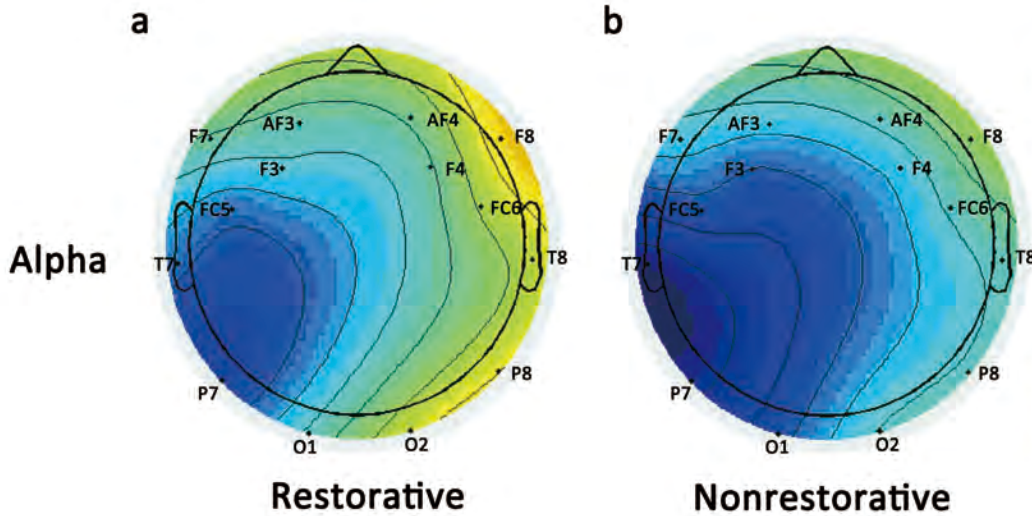 a
b
AF3
AF4
F7
F8
F3
F4
FC5
FC6
T7
T8
P7
P8
O1
O2
AF3
AF4
F7
F8
F3
F4
FC5
FC6
T7
T8
P7
P8
O1
O2
Alpha
Restorative
Nonrestorative